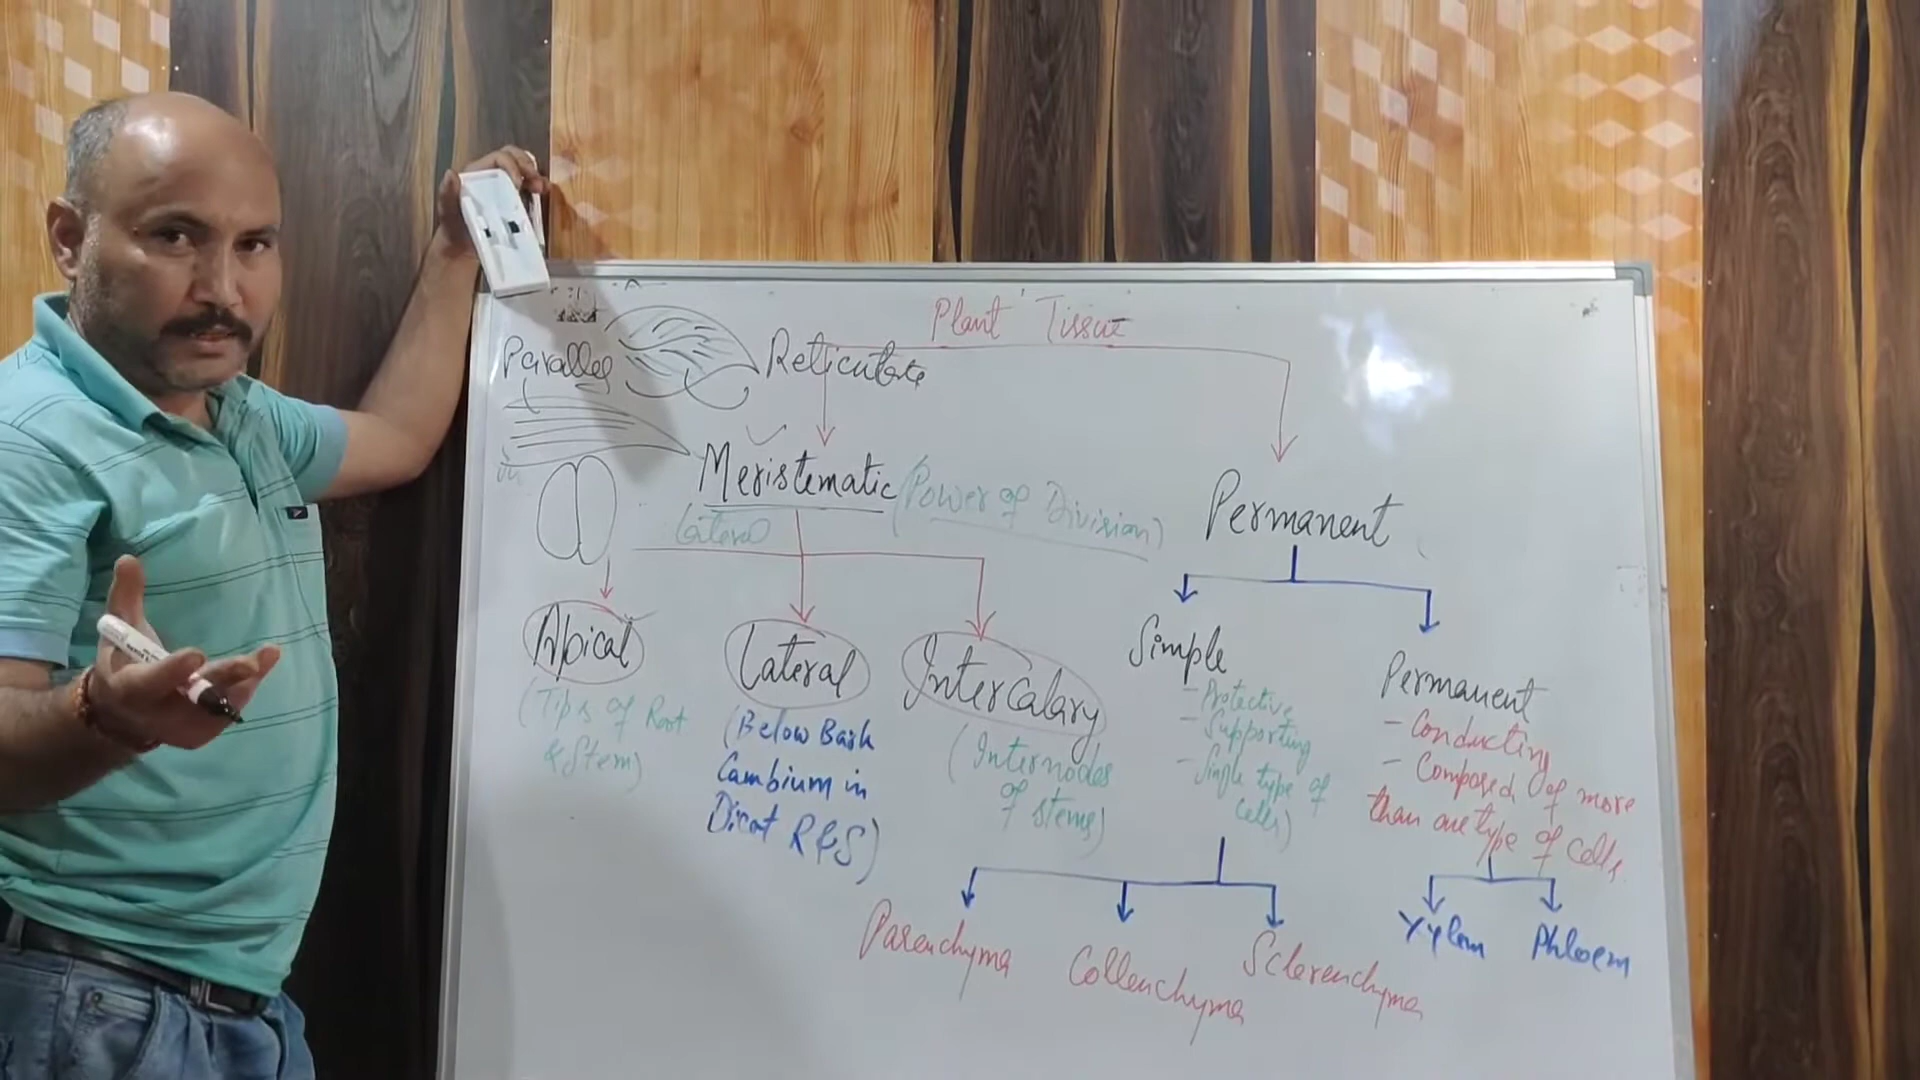 Plant Tissue
Parallel
Reticulate
Meristematic (Power of Division)
Lateral
Permanent
Apical
(Tips of Root
& Stem)
Lateral
(Below Bark
Cambium in
Dicot R&S)
Intercalary
(Internodes
of stems)
Simple
- Protective
- Supporting
- Single type of
cells)
Permanent
- Conducting
- Composed of more
than one type of cells.
Parenchyma
Collenchyma
Sclerenchyma
Xylem
Phloem